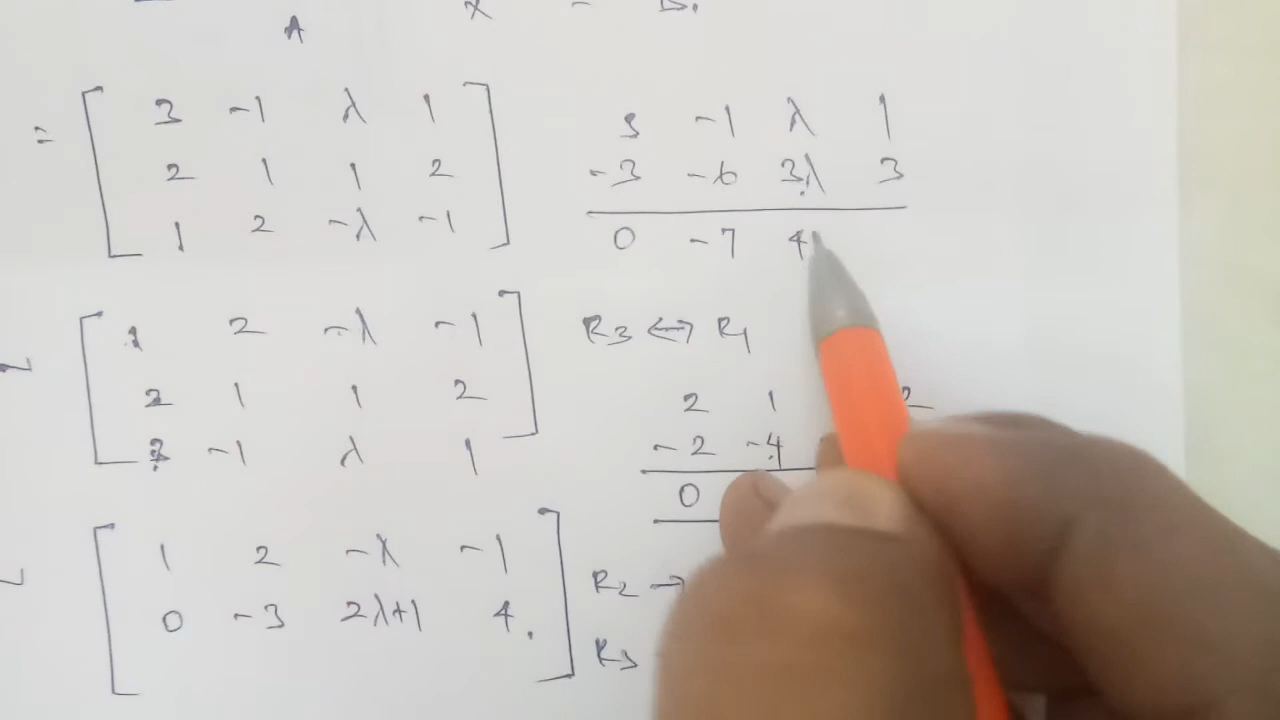 A
= 3 -1 λ 1
2 1 1 2
1 2 -λ -1
3 -1 λ 1
-3 -6 3λ 3
0 -7 4
1 2 -λ -1
2 1 1 2
3 -1 λ 1
R3 ↔ R1
2 1 2
-2 -4
0
1 2 -λ -1
0 -3 2λ+1 4
R2 →
R3